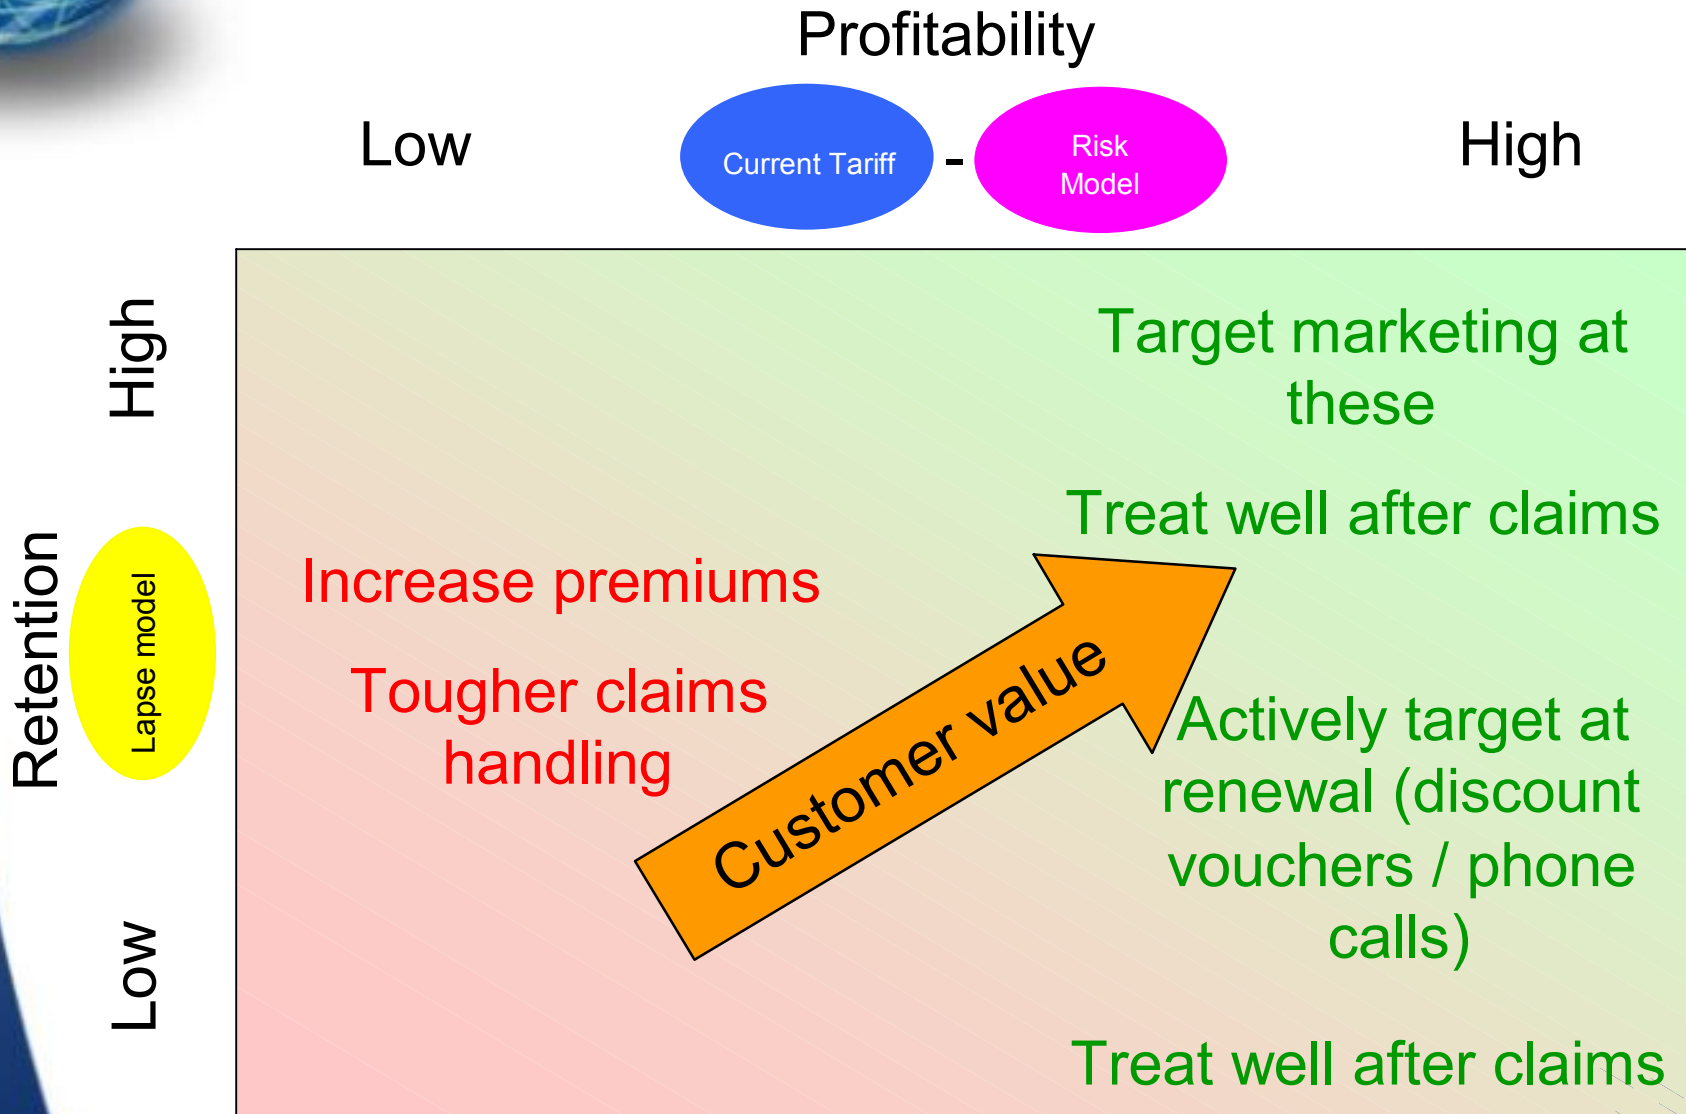 Profitability
Low
Current Tariff
-
Risk
Model
High
High
Retention
Lapse model
Low
Target marketing at
these
Treat well after claims
Increase premiums
Tougher claims
handling
Customer value
Actively target at
renewal (discount
vouchers / phone
calls)
Treat well after claims